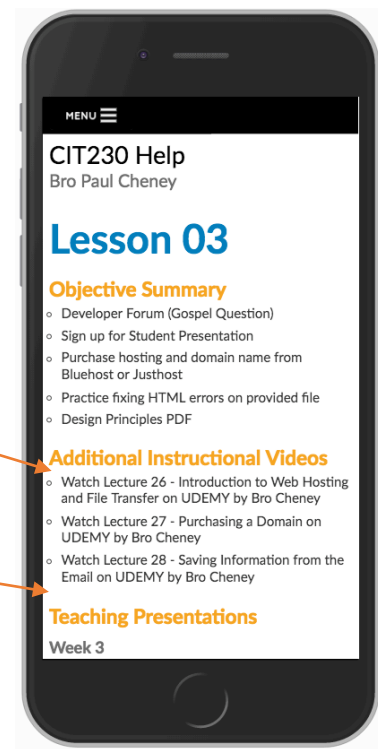 MENU
CIT230 Help
Bro Paul Cheney
Lesson 03
Objective Summary
Developer Forum (Gospel Question)
Sign up for Student Presentation
Purchase hosting and domain name from
Bluehost or Justhost
Practice fixing HTML errors on provided file
Design Principles PDF
Additional Instructional Videos
Watch Lecture 26 - Introduction to Web Hosting
and File Transfer on UDEMY by Bro Cheney
Watch Lecture 27 - Purchasing a Domain on
UDEMY by Bro Cheney
Watch Lecture 28 - Saving Information from the
Email on UDEMY by Bro Cheney
Teaching Presentations
Week 3